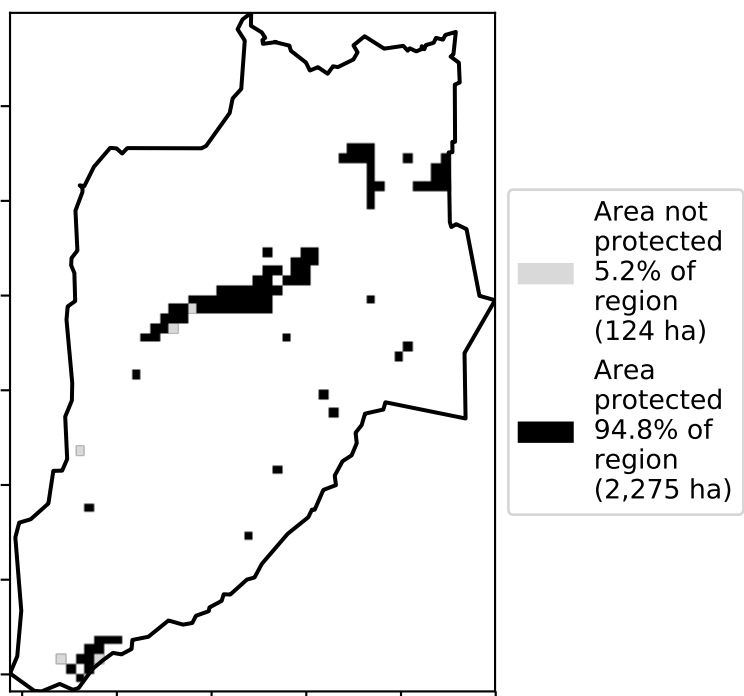 Area not
protected
5.2% of
region
(124 ha)
Area
protected
94.8% of
region
(2,275 ha)